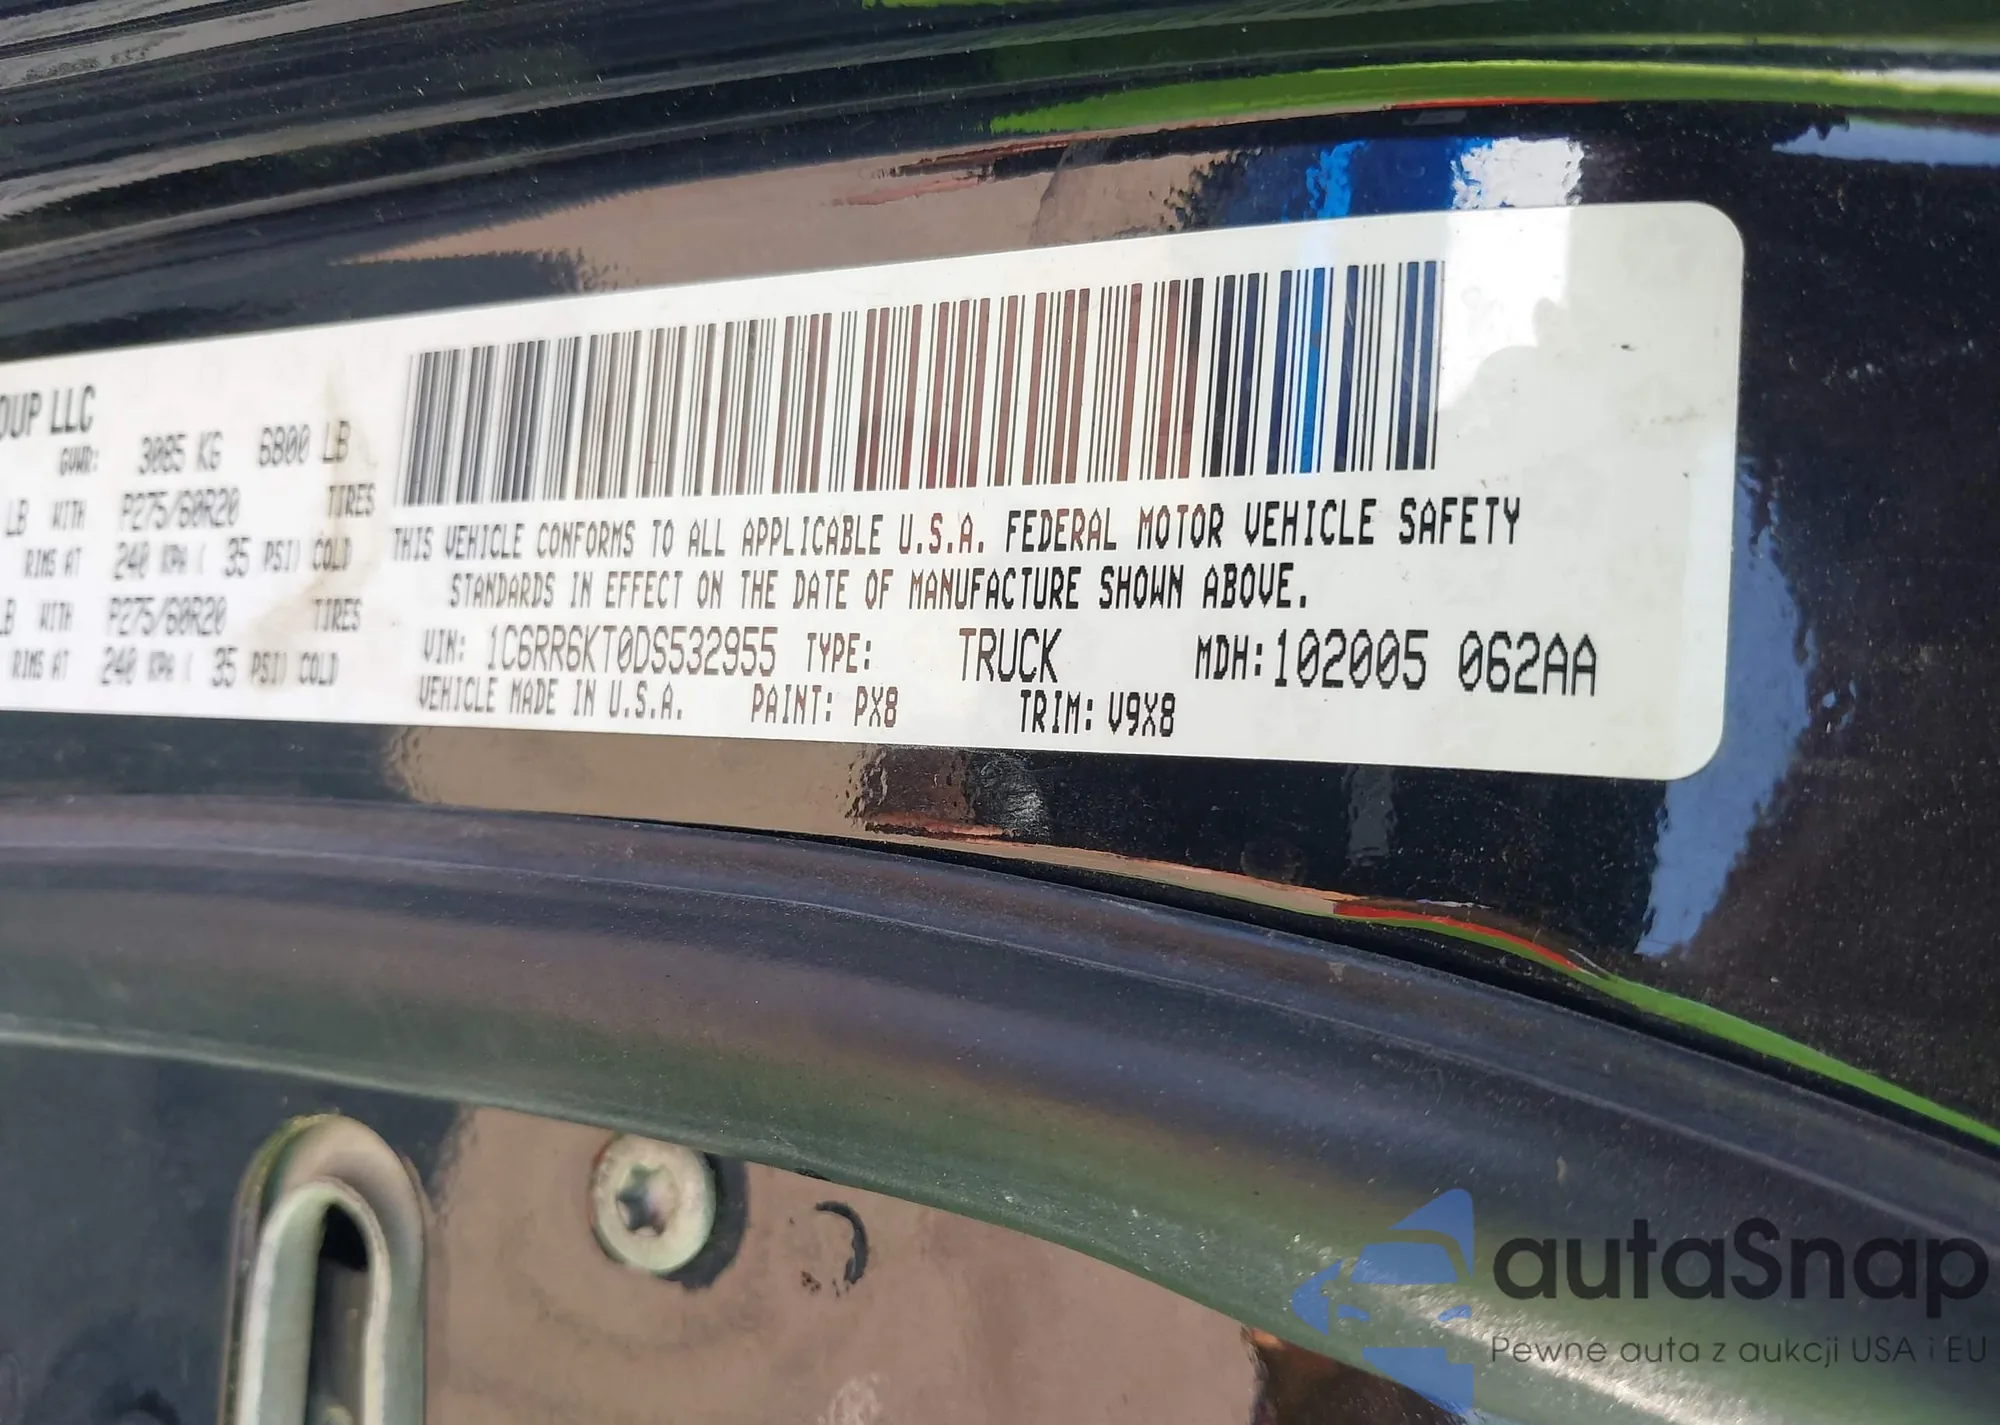 OUP LLC
GVWR: 3085 KG 6800 LB
LB WITH P275/60R20 TIRES
RIMS AT 240 KPA ( 35 PSI) COLD
LB WITH P275/60R20 TIRES
RIMS AT 240 KPA ( 35 PSI) COLD
THIS VEHICLE CONFORMS TO ALL APPLICABLE U.S.A. FEDERAL MOTOR VEHICLE SAFETY
STANDARDS IN EFFECT ON THE DATE OF MANUFACTURE SHOWN ABOVE.
VIN: 1C6RR6KT0DS532955 TYPE: TRUCK MDH:102005 062AA
VEHICLE MADE IN U.S.A. PAINT: PX8 TRIM: V9X8
autaSnap
Pewne auta z aukcji USA i EU